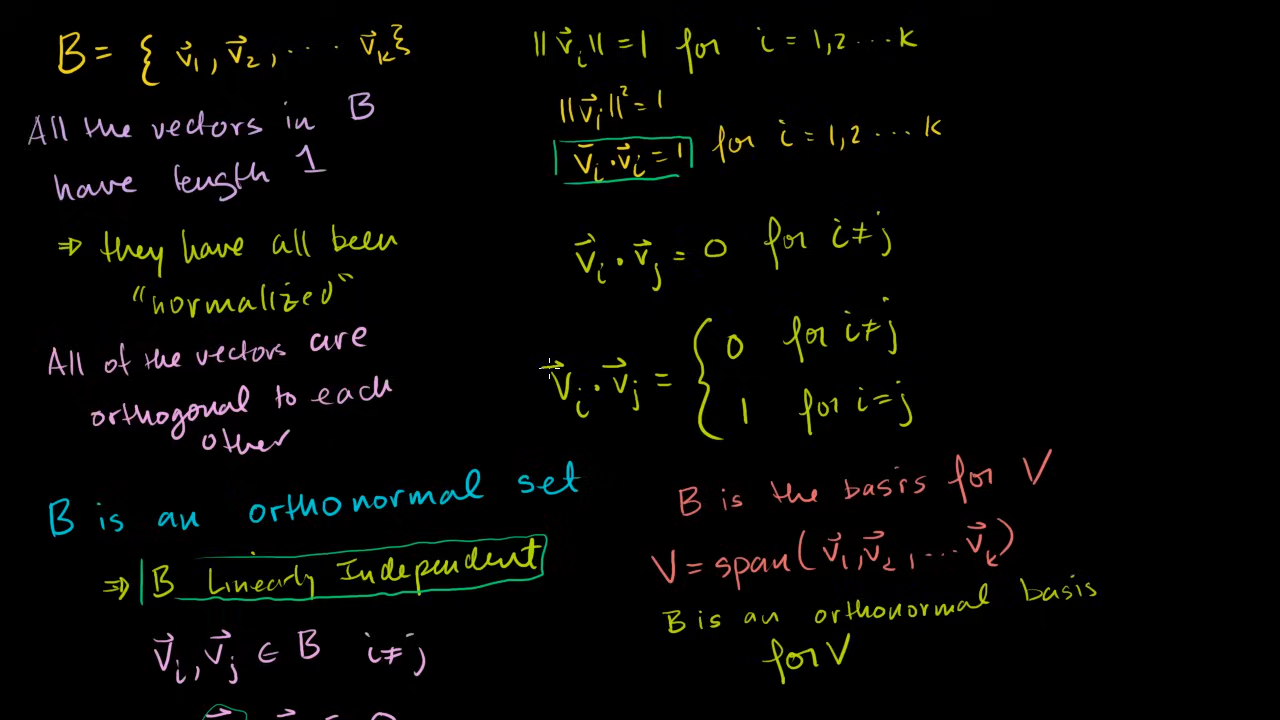 B = { v⃗₁, v⃗₂, ... v⃗ₖ}
All the vectors in B
have length 1
⇒ they have all been
"normalized"
All of the vectors are
orthogonal to each
other
B is an orthonormal set
⇒ B Linearly Independent
v⃗ᵢ, v⃗ⱼ ∈ B i ≠ j
||v⃗ᵢ|| = 1 for i = 1, 2 ... k
||v⃗ᵢ||² = 1
v⃗ᵢ · v⃗ᵢ = 1 for i = 1, 2 ... k
v⃗ᵢ · v⃗ⱼ = 0 for i ≠ j
v⃗ᵢ · v⃗ⱼ = { 0 for i ≠ j
1 for i = j
B is the basis for V
V = span(v⃗₁, v⃗₂, ... v⃗ₖ)
B is an orthonormal basis
for V